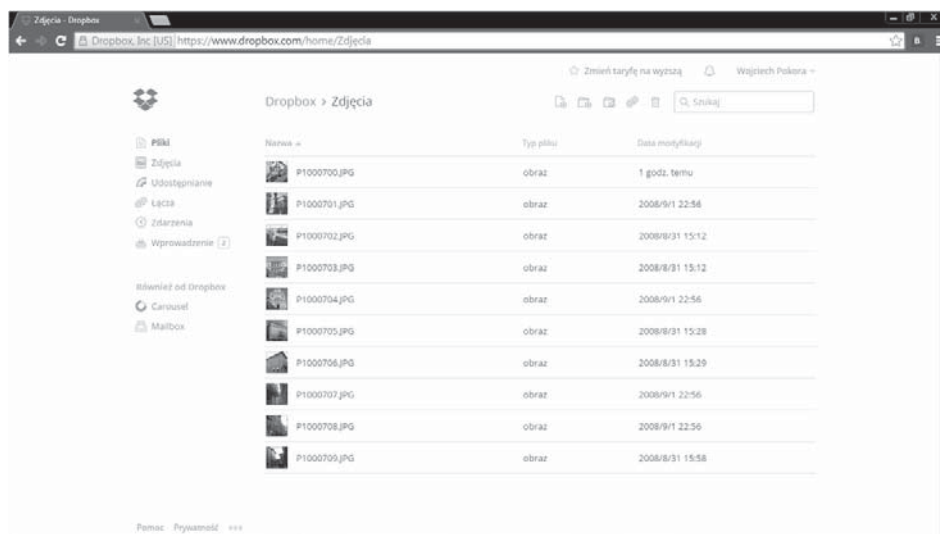 Zdjęcia - Dropbox
Dropbox, Inc [US] https://www.dropbox.com/home/Zdjęcia
Zmień taryfę na wyższą Wojciech Pokora
Dropbox > Zdjęcia Szukaj
Pliki
Zdjęcia
Udostępnianie
Łącza
Zdarzenia
Wprowadzenie 2
Również od Dropbox
Carousel
Mailbox
Nazwa Typ pliku Data modyfikacji
P1000700.JPG obraz 1 godz. temu
P1000701.JPG obraz 2008/9/1 22:56
P1000702.JPG obraz 2008/8/31 15:12
P1000703.JPG obraz 2008/8/31 15:12
P1000704.JPG obraz 2008/9/1 22:56
P1000705.JPG obraz 2008/8/31 15:28
P1000706.JPG obraz 2008/8/31 15:29
P1000707.JPG obraz 2008/9/1 22:56
P1000708.JPG obraz 2008/9/1 22:56
P1000709.JPG obraz 2008/8/31 15:58
Pomoc Prywatność